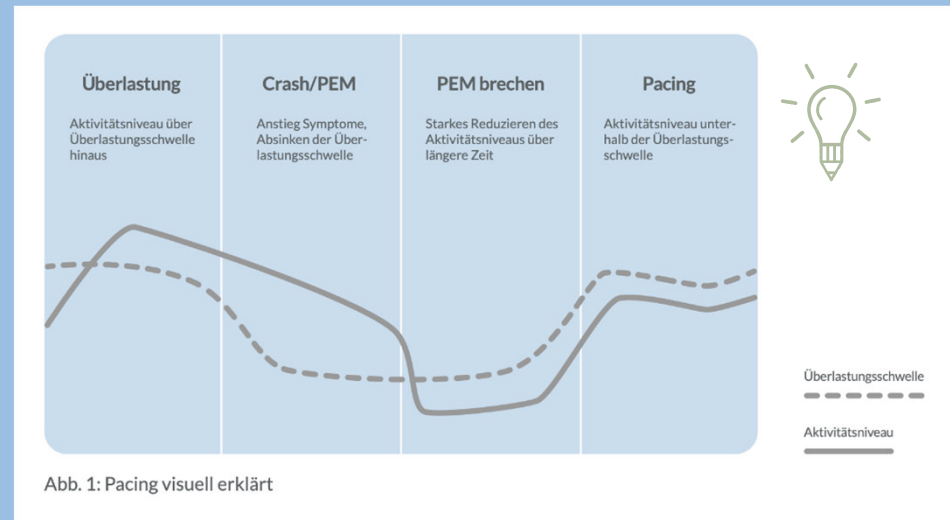 Überlastung
Aktivitätsniveau über
Überlastungsschwelle
hinaus
Crash/PEM
Anstieg Symptome,
Absinken der Über-
lastungsschwelle
PEM brechen
Starkes Reduzieren des
Aktivitätsniveaus über
längere Zeit
Pacing
Aktivitätsniveau unter-
halb der Überlastungs-
schwelle
Überlastungsschwelle
Aktivitätsniveau
Abb. 1: Pacing visuell erklärt